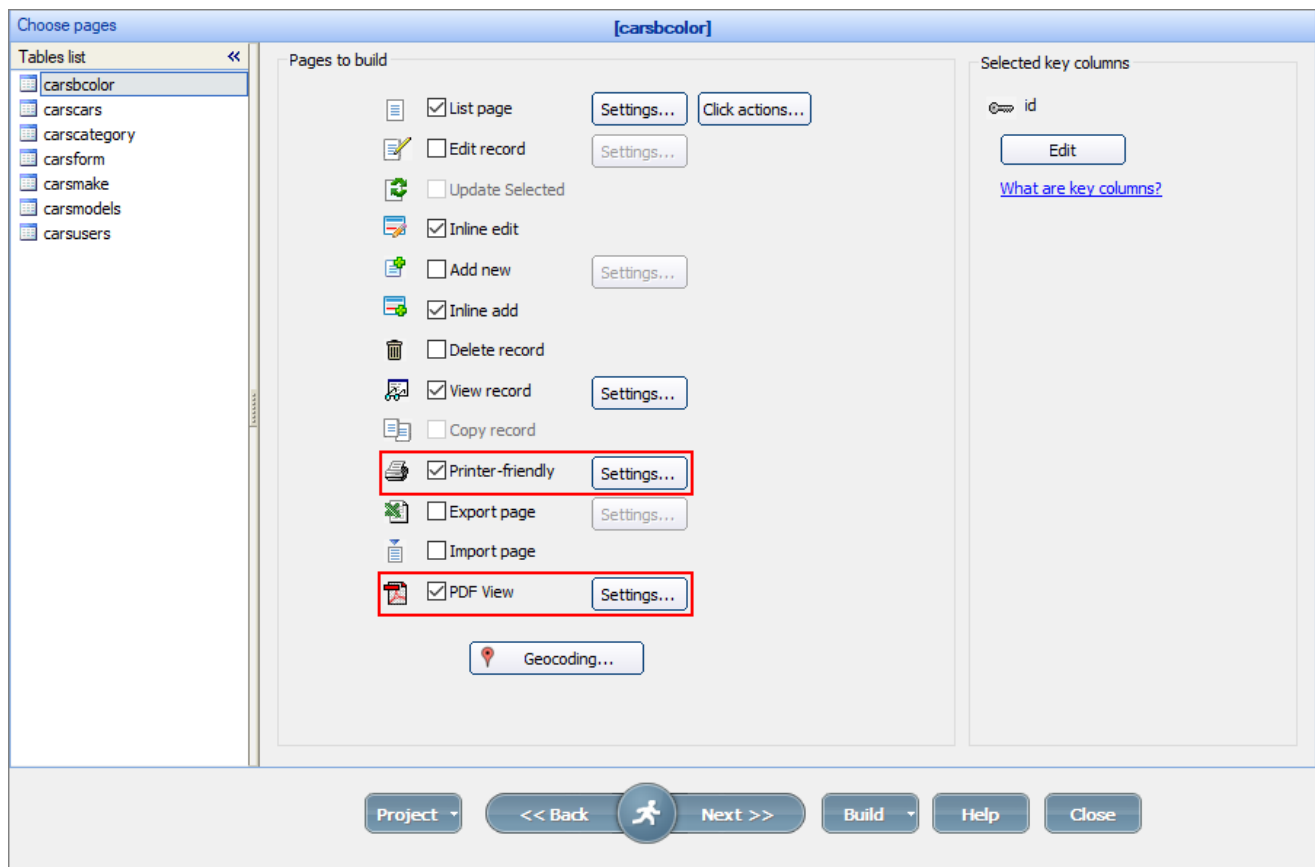 Choose pages
[carsbcolor]
Tables list «
carsbcolor
carscars
carscategory
carsform
carsmake
carsmodels
carsusers
Pages to build
List page Settings... Click actions...
Edit record Settings...
Update Selected
Inline edit
Add new Settings...
Inline add
Delete record
View record Settings...
Copy record
Printer-friendly Settings...
Export page Settings...
Import page
PDF View Settings...
Geocoding...
Selected key columns
id
Edit
What are key columns?
Project << Back Next >> Build Help Close